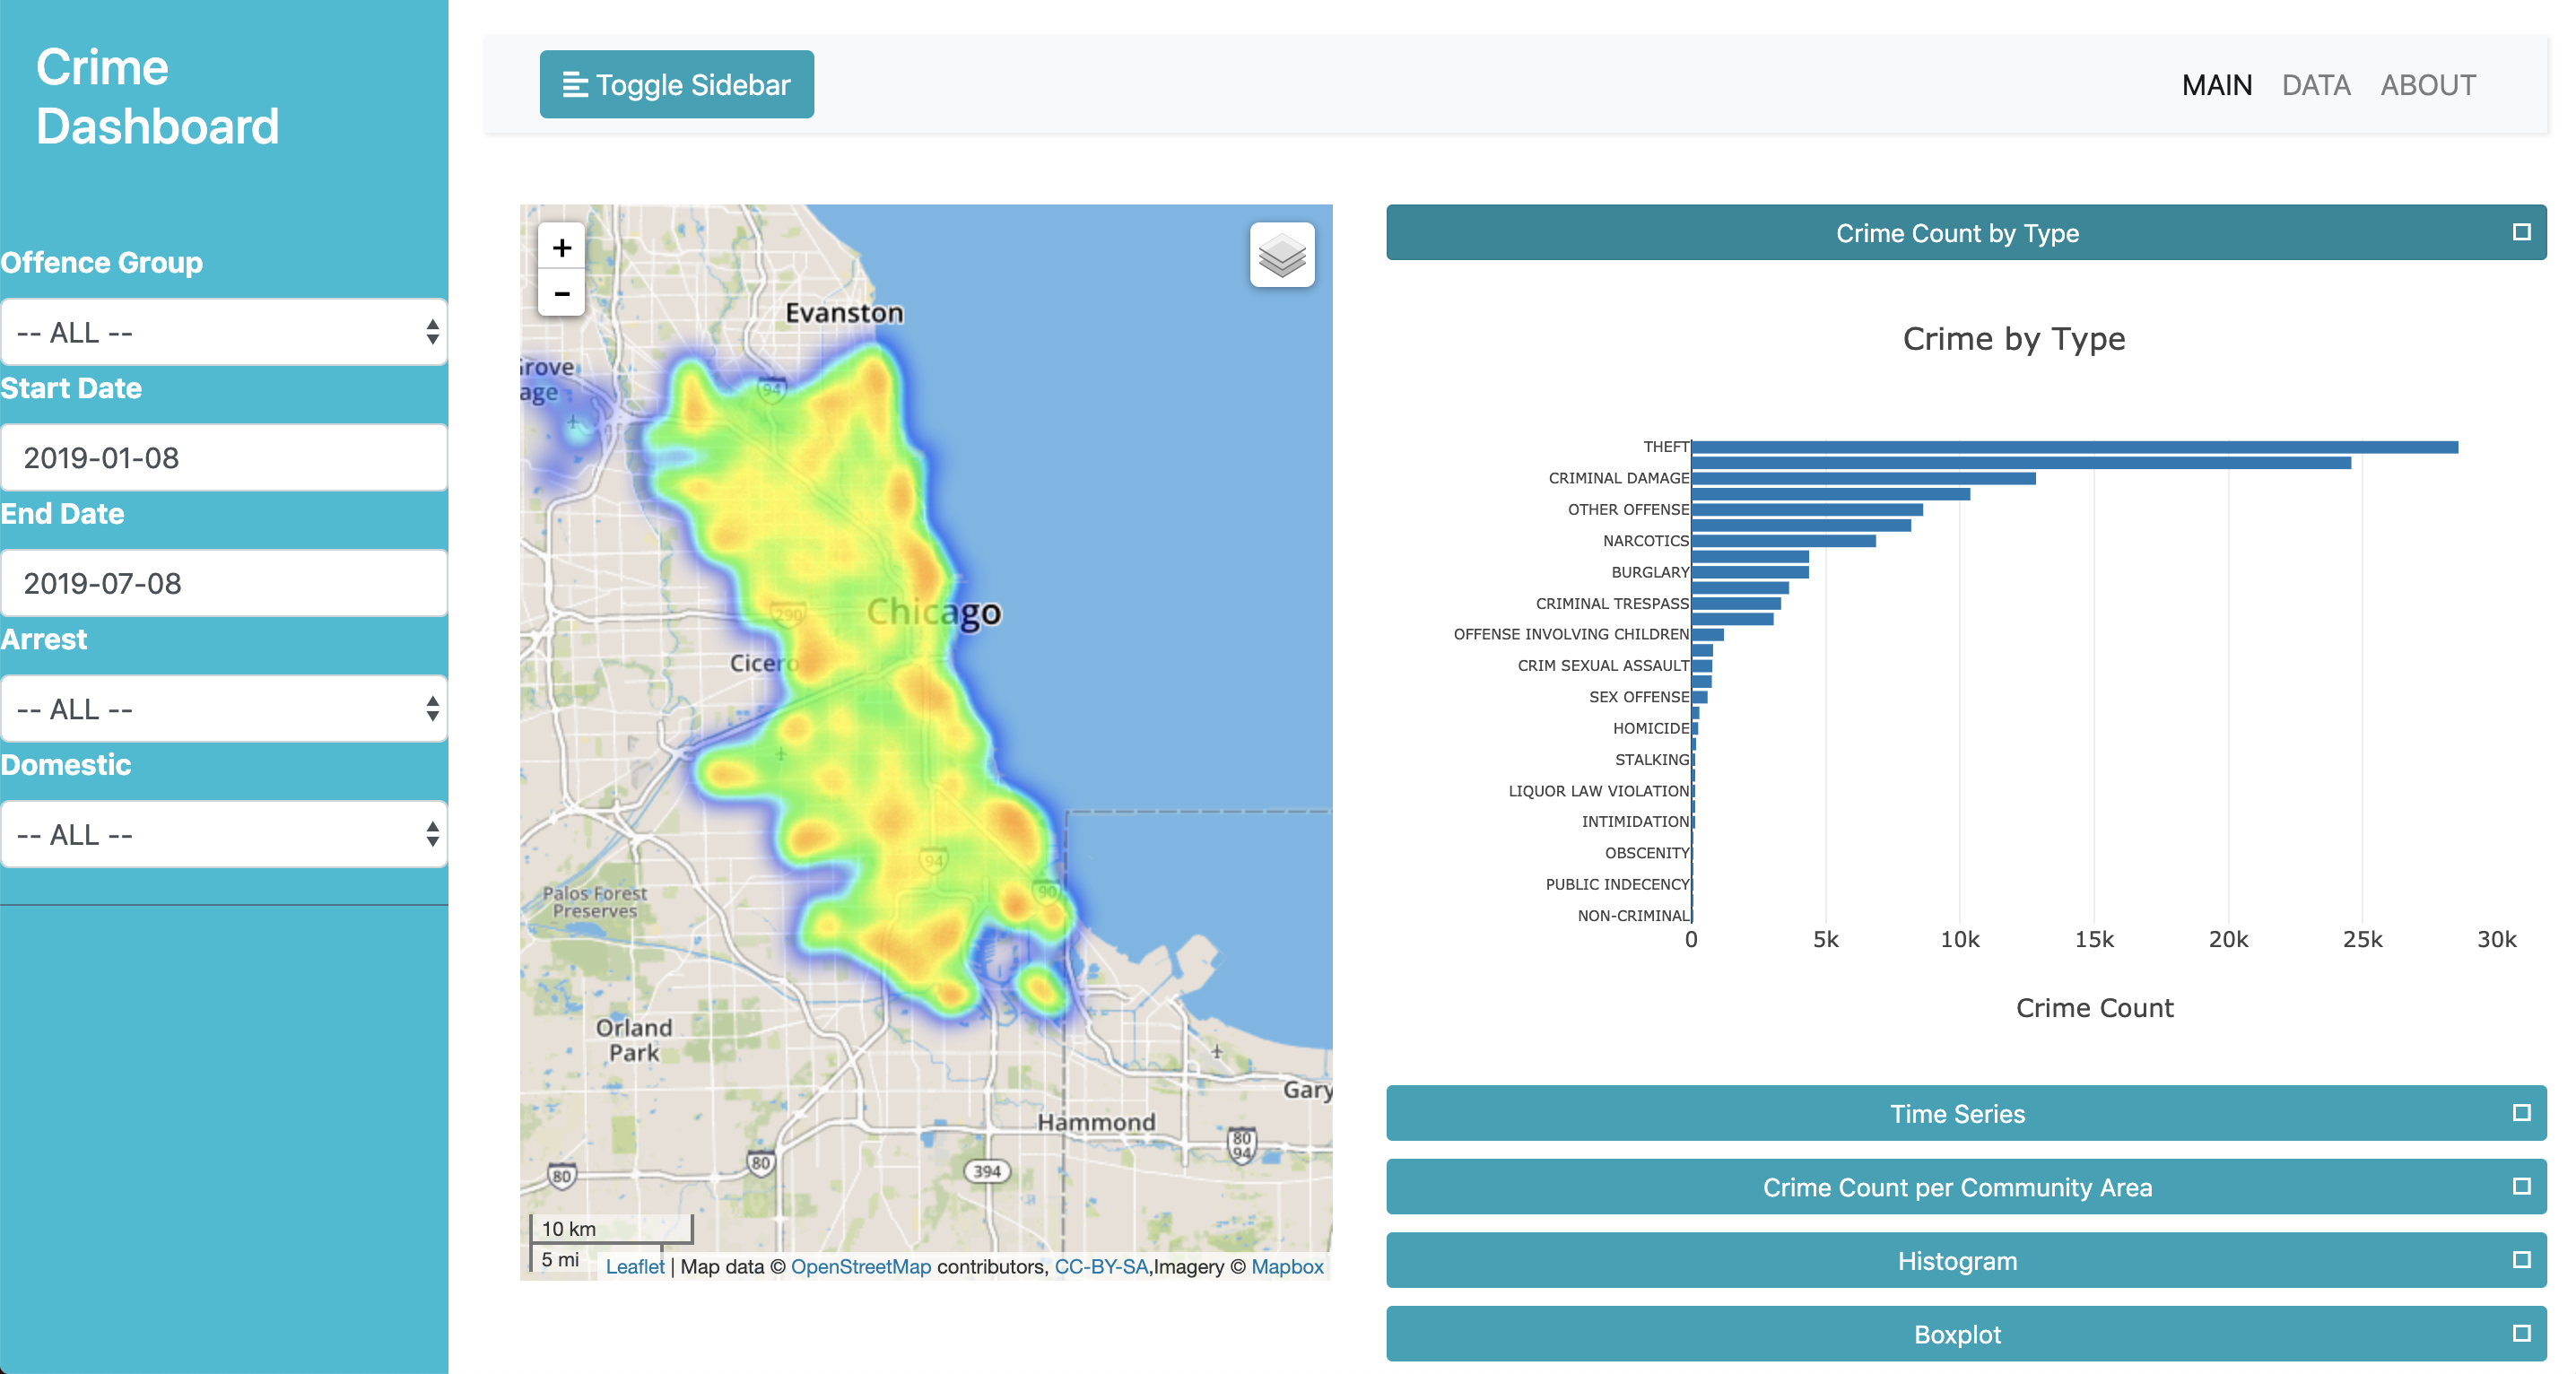 Crime
Dashboard
Offence Group
-- ALL --
Start Date
2019-01-08
End Date
2019-07-08
Arrest
-- ALL --
Domestic
-- ALL --
Toggle Sidebar
MAIN DATA ABOUT
+
-
Evanston
94
Chicago
290
Cicero
94
90
Palos Forest
Preserves
Orland
Park
Gary
Hammond
80
94
80
80
394
10 km
5 mi
Leaflet | Map data © OpenStreetMap contributors, CC-BY-SA,Imagery © Mapbox
Crime Count by Type
Crime by Type
THEFT
CRIMINAL DAMAGE
OTHER OFFENSE
NARCOTICS
BURGLARY
CRIMINAL TRESPASS
OFFENSE INVOLVING CHILDREN
CRIM SEXUAL ASSAULT
SEX OFFENSE
HOMICIDE
STALKING
LIQUOR LAW VIOLATION
INTIMIDATION
OBSCENITY
PUBLIC INDECENCY
NON-CRIMINAL
0 5k 10k 15k 20k 25k 30k
Crime Count
Time Series
Crime Count per Community Area
Histogram
Boxplot